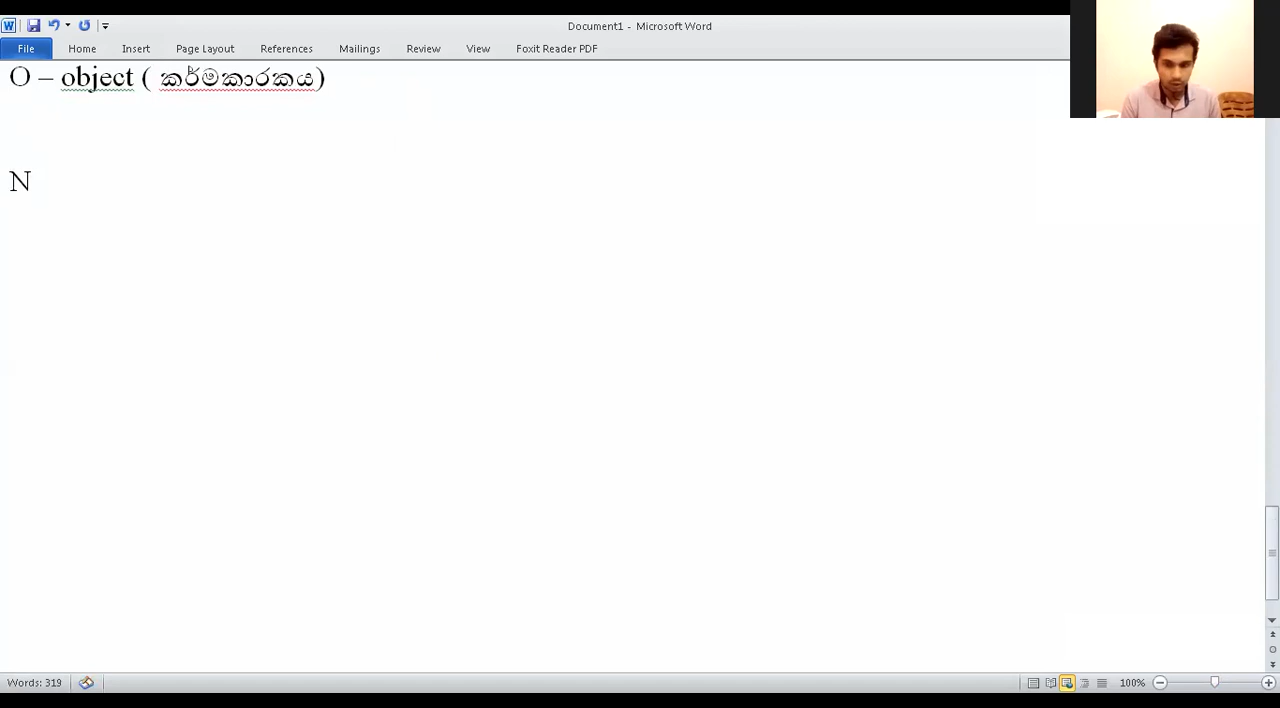 Document1 - Microsoft Word
File Home Insert Page Layout References Mailings Review View Foxit Reader PDF
O – object ( කර්මකාරකය)
N
Words: 319
100%